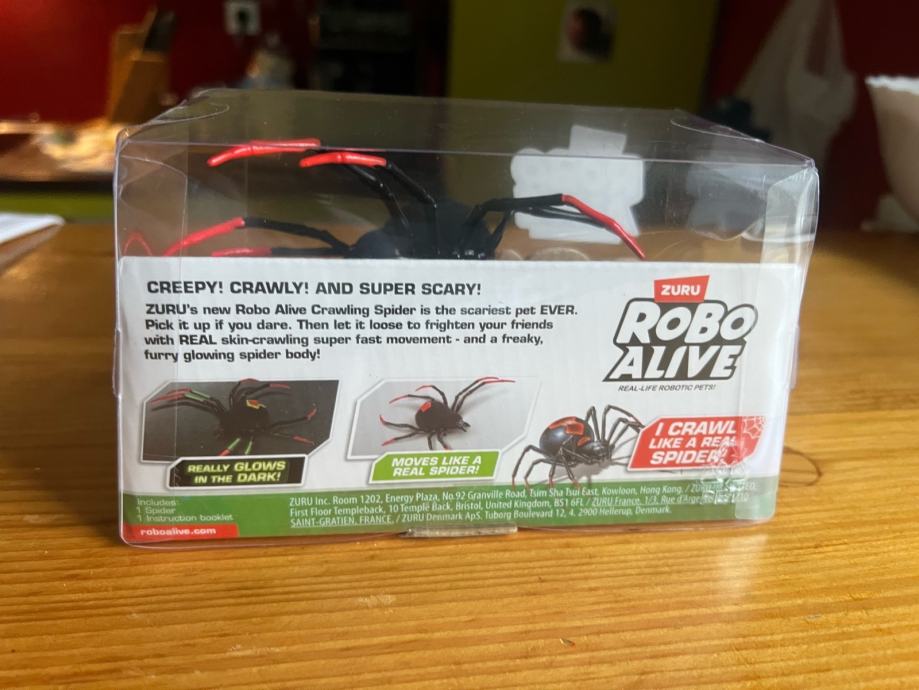 CREEPY! CRAWLY! AND SUPER SCARY!
ZURU's new Robo Alive Crawling Spider is the scariest pet EVER.
Pick it up if you dare. Then let it loose to frighten your friends
with REAL skin-crawling super fast movement - and a freaky,
furry glowing spider body!
ZURU
ROBO
ALIVE
REAL-LIFE ROBOTIC PETS!
REALLY GLOWS
IN THE DARK!
MOVES LIKE A
REAL SPIDER!
I CRAWL
LIKE A REAL
SPIDER!
Includes:
1 Spider
1 Instruction booklet
roboalive.com
ZURU Inc. Room 1202, Energy Plaza, No.92 Granville Road, Tsim Sha Tsui East, Kowloon, Hong Kong. /
First Floor Templeback, 10 Temple Back, Bristol, United Kingdom, BS1 6FL / ZURU France, 1/3, Rue
SAINT-GRATIEN, FRANCE. / ZURU Denmark ApS, Tuborg Boulevard 12, 4. 2900 Hellerup, Denmark.